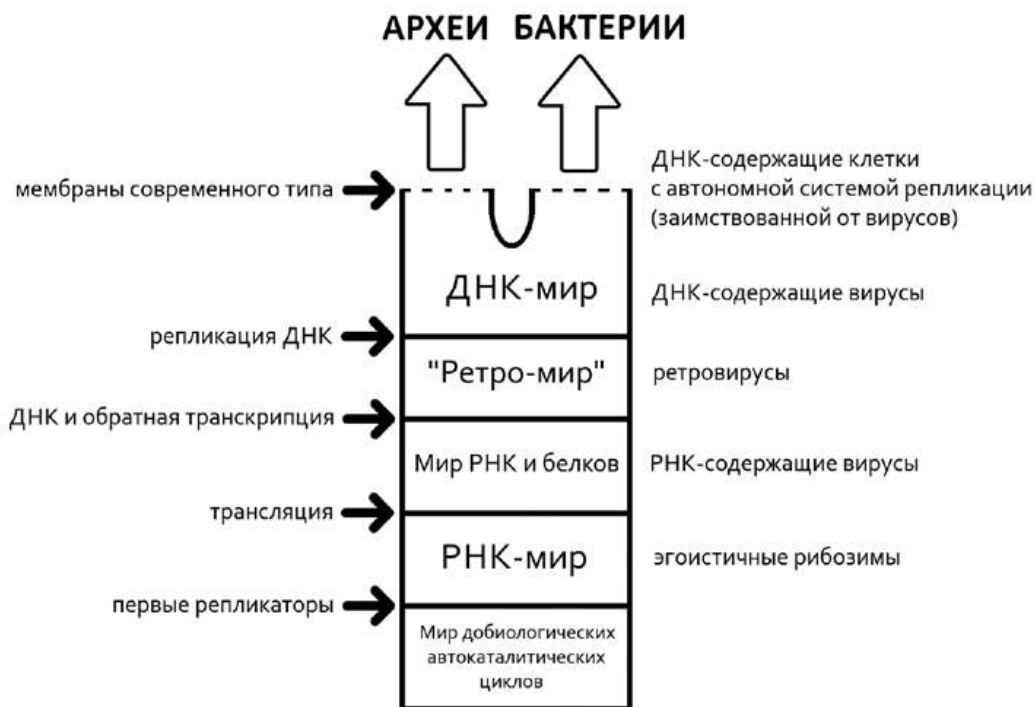 АРХЕИ БАКТЕРИИ
мембраны современного типа
ДНК-содержащие клетки
с автономной системой репликации
(заимствованной от вирусов)
ДНК-мир
ДНК-содержащие вирусы
репликация ДНК
"Ретро-мир"
ретровирусы
ДНК и обратная транскрипция
Мир РНК и белков
РНК-содержащие вирусы
трансляция
РНК-мир
эгоистичные рибозимы
первые репликаторы
Мир добиологических
автокаталитических
циклов